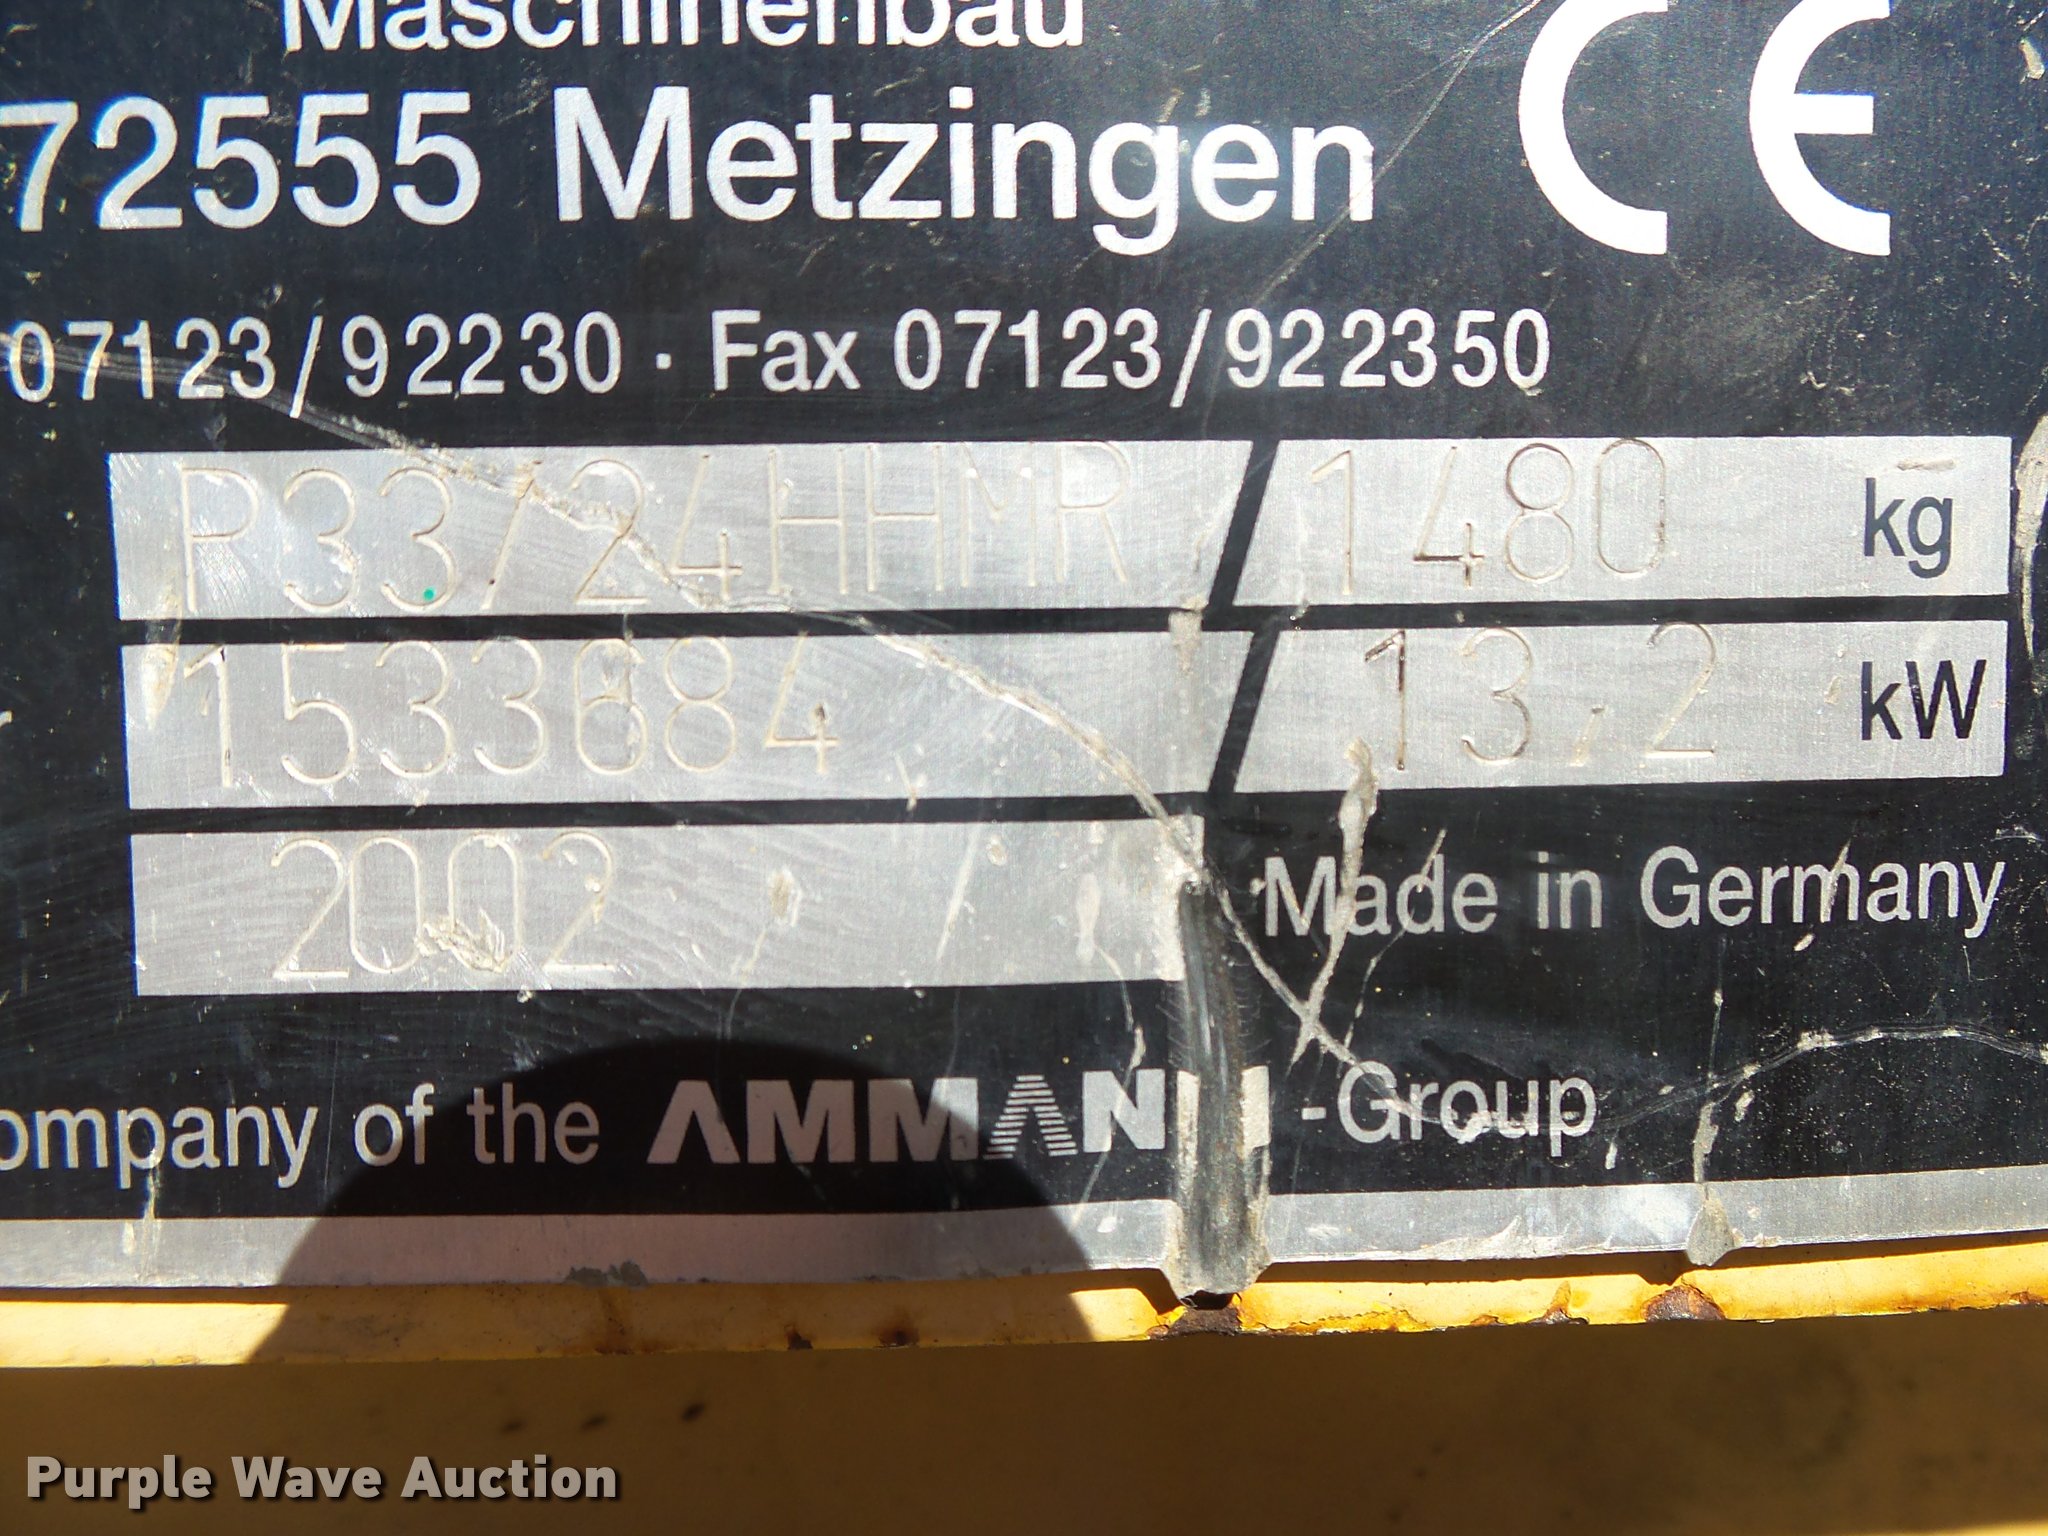 Maschinenbau
72555 Metzingen CE
07123/92230 · Fax 07123/922350
P33/24HHMR 1480 kg
1533684 13,2 kW
2002 Made in Germany
ompany of the AMMANN-Group
Purple Wave Auction